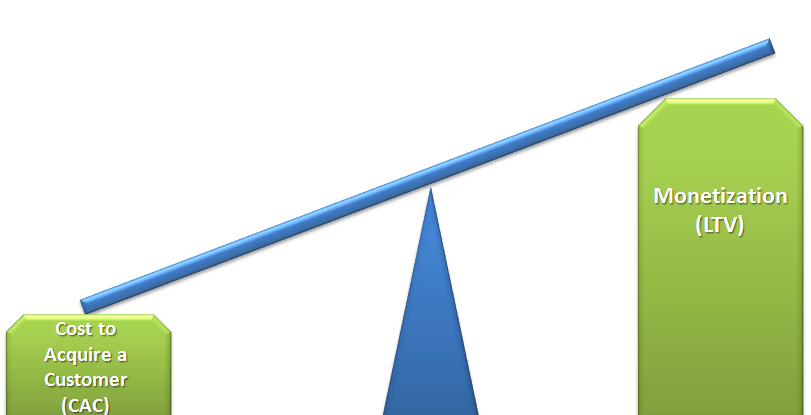 Monetization
(LTV)
Cost to
Acquire a
Customer
(CAC)